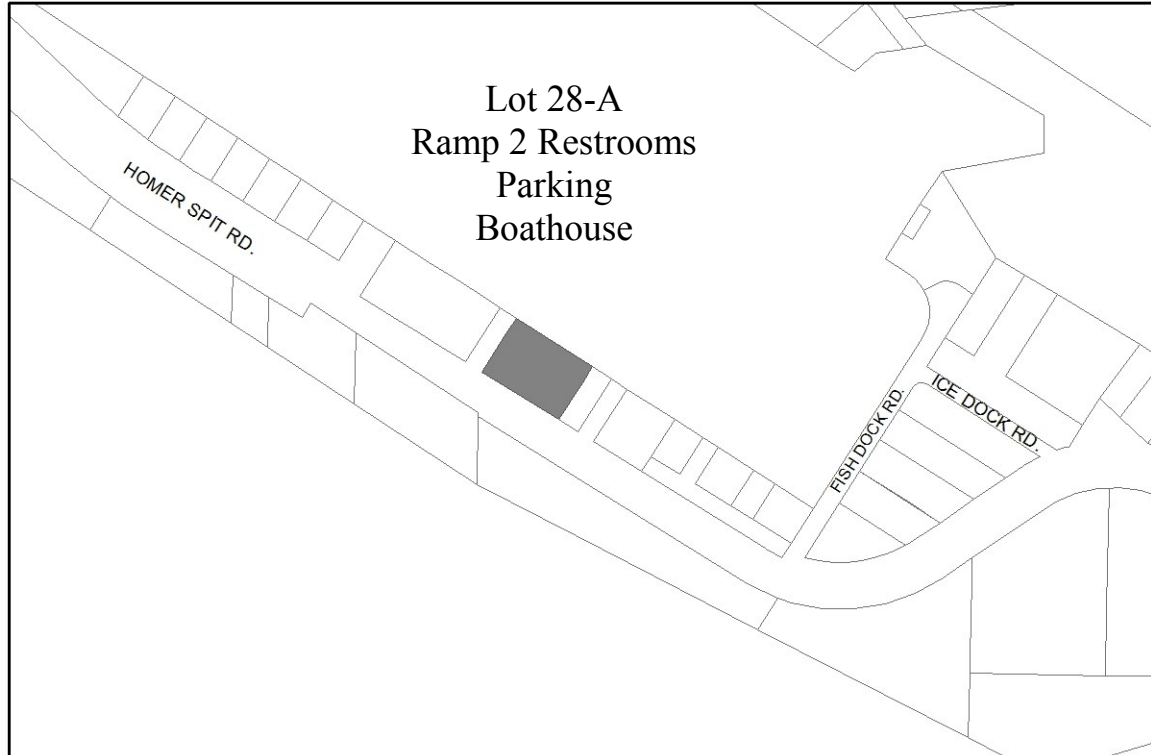 Lot 28-A
Ramp 2 Restrooms
Parking
Boathouse
HOMER SPIT RD.
ICE DOCK RD.
FISH DOCK RD.